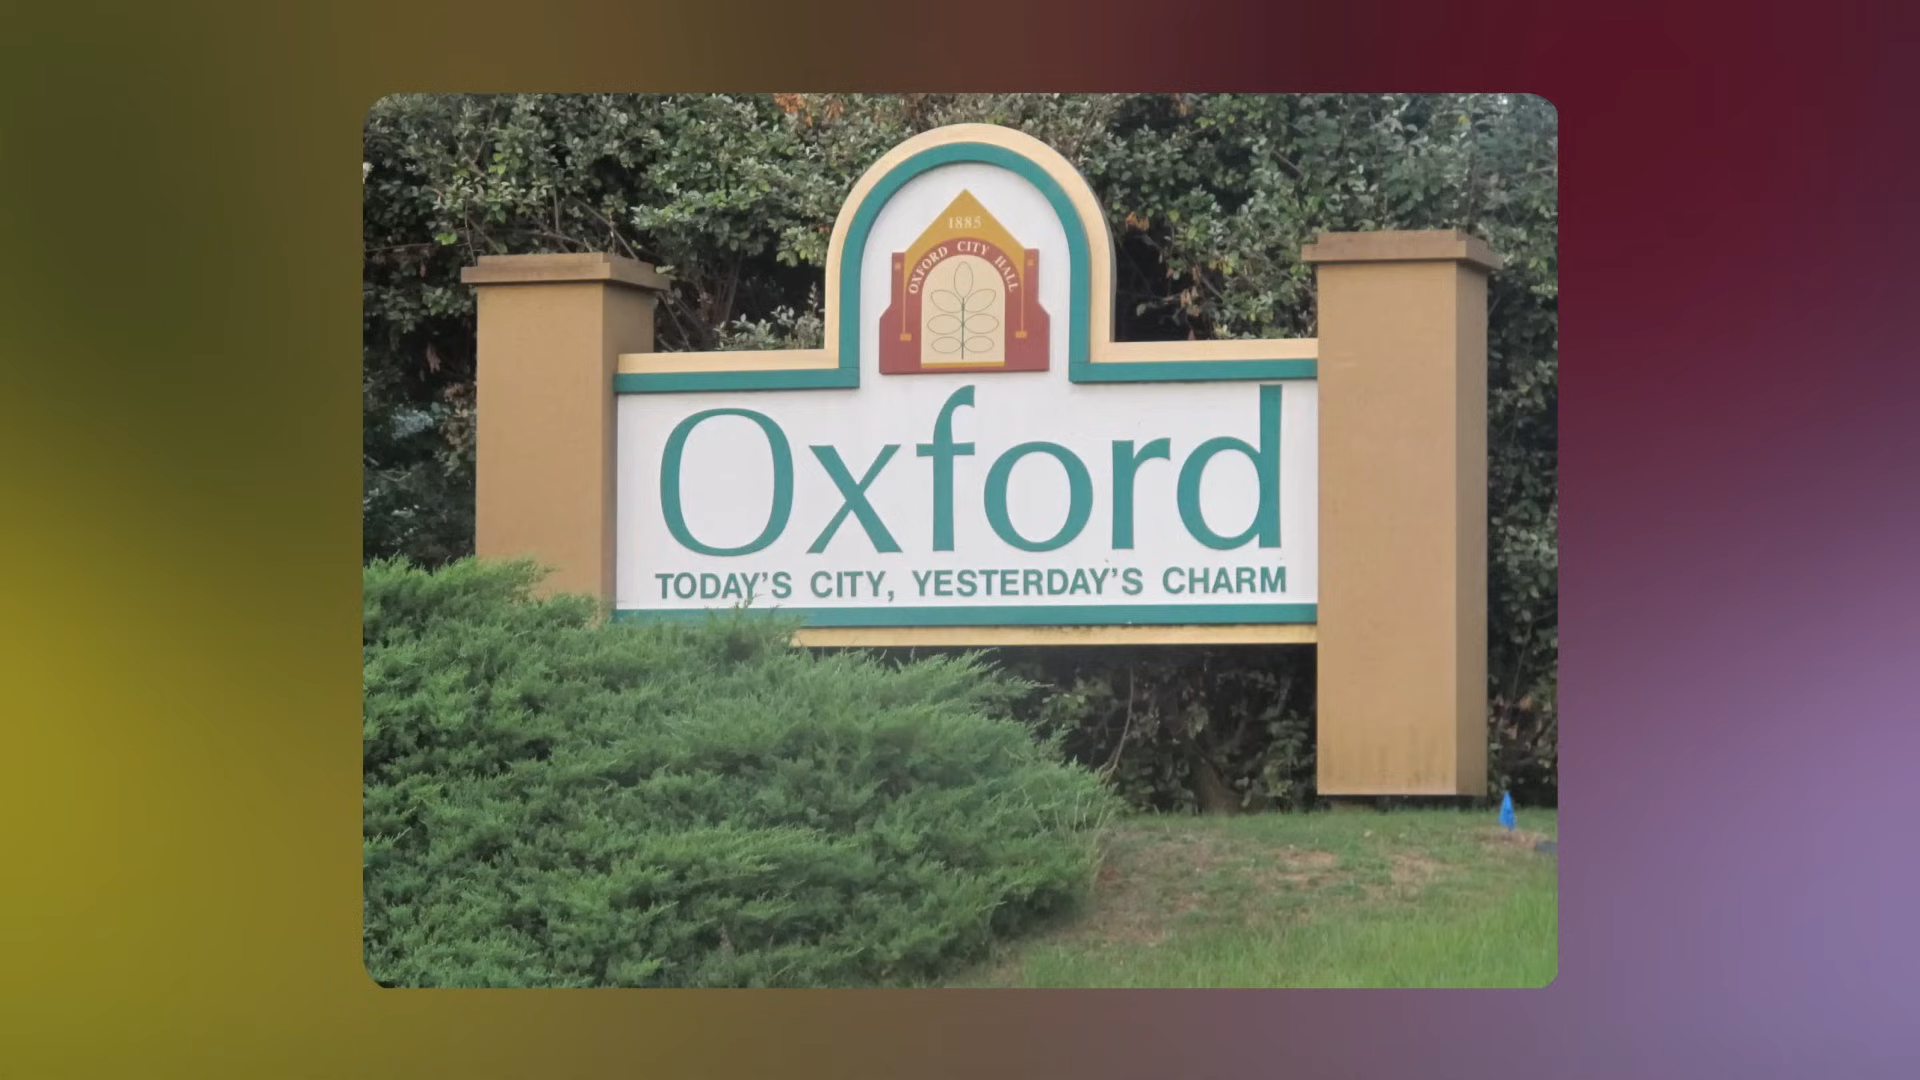 1885
OXFORD CITY HALL
Oxford
TODAY'S CITY, YESTERDAY'S CHARM